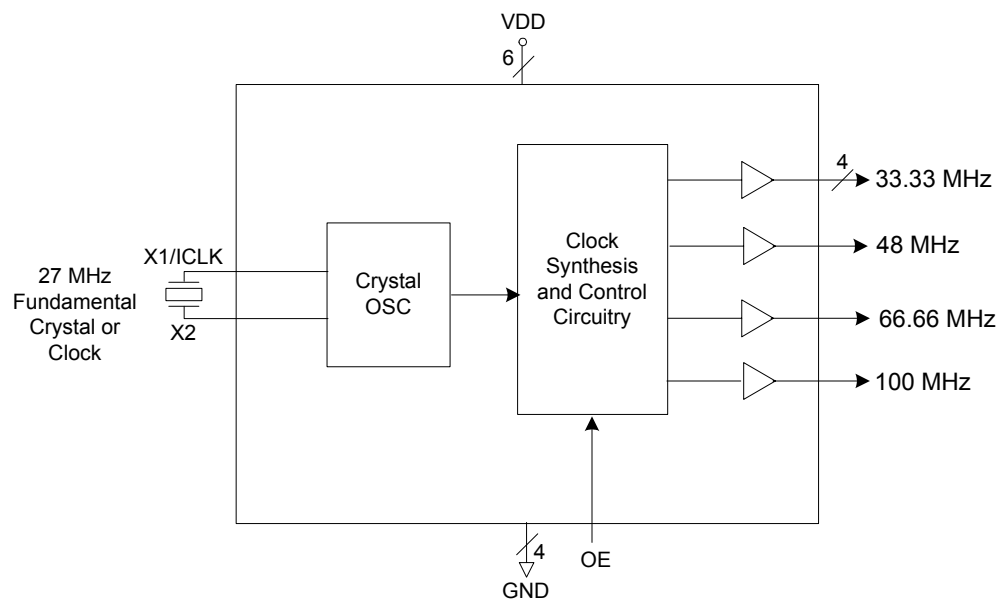 VDD
6
4
33.33 MHz
X1/ICLK
27 MHz
Fundamental
Crystal or
Clock
X2
Crystal
OSC
Clock
Synthesis
and Control
Circuitry
48 MHz
66.66 MHz
100 MHz
4
GND
OE